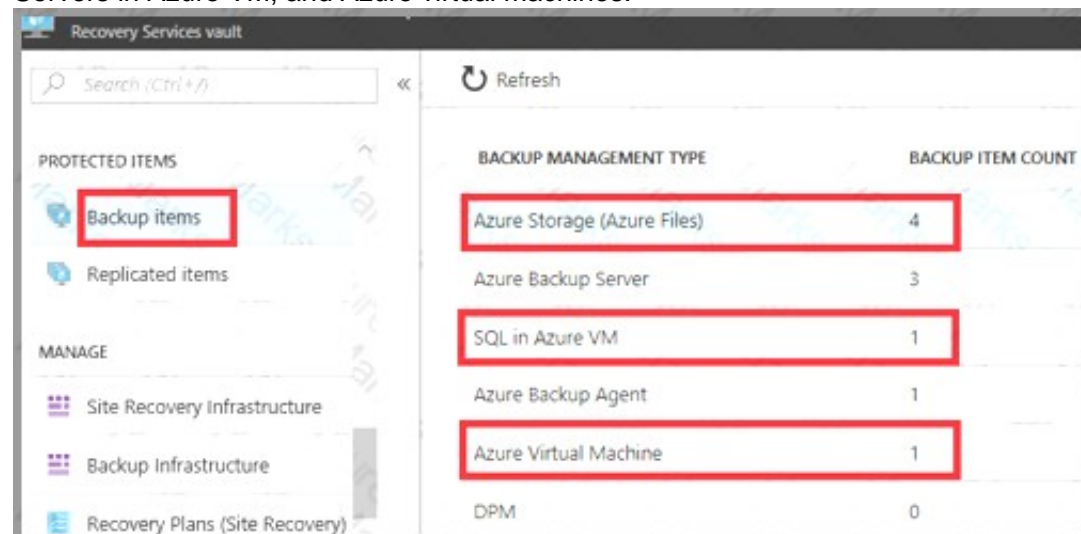 Servers in Azure VM, and Azure virtual machines.
Recovery Services vault
Search (Ctrl+/)
«
Refresh
PROTECTED ITEMS
Backup items
Replicated items
MANAGE
Site Recovery Infrastructure
Backup Infrastructure
Recovery Plans (Site Recovery)
BACKUP MANAGEMENT TYPE BACKUP ITEM COUNT
Azure Storage (Azure Files) 4
Azure Backup Server 3
SQL in Azure VM 1
Azure Backup Agent 1
Azure Virtual Machine 1
DPM 0